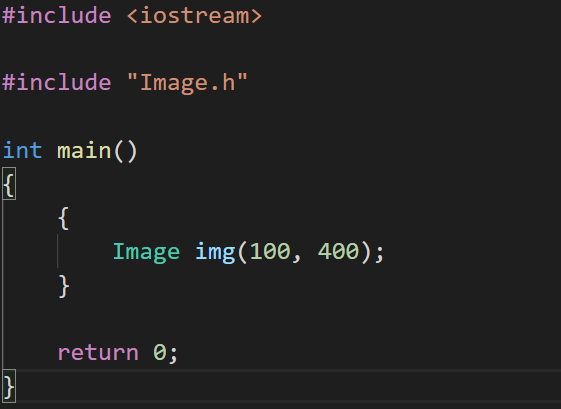 #include <iostream>
#include "Image.h"
int main()
{
    {
        Image img(100, 400);
    }
    return 0;
}